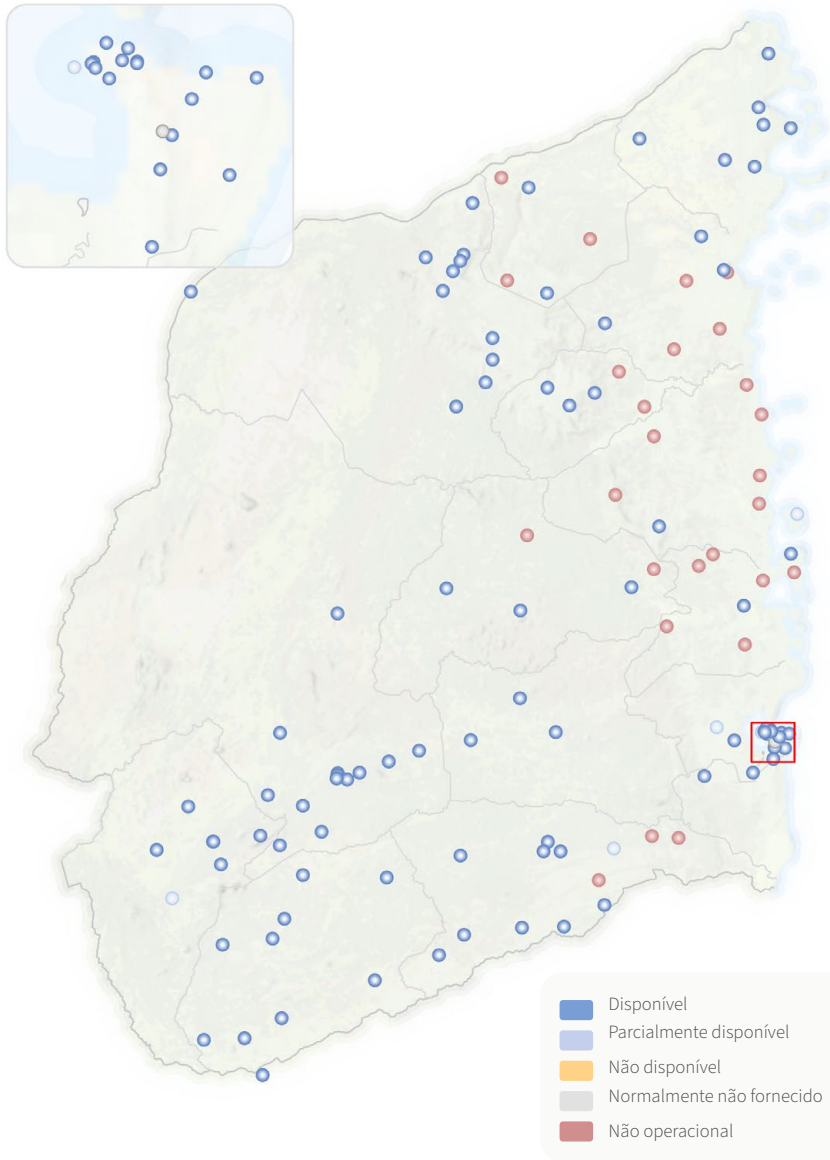 Disponível
Parcialmente disponível
Não disponível
Normalmente não fornecido
Não operacional